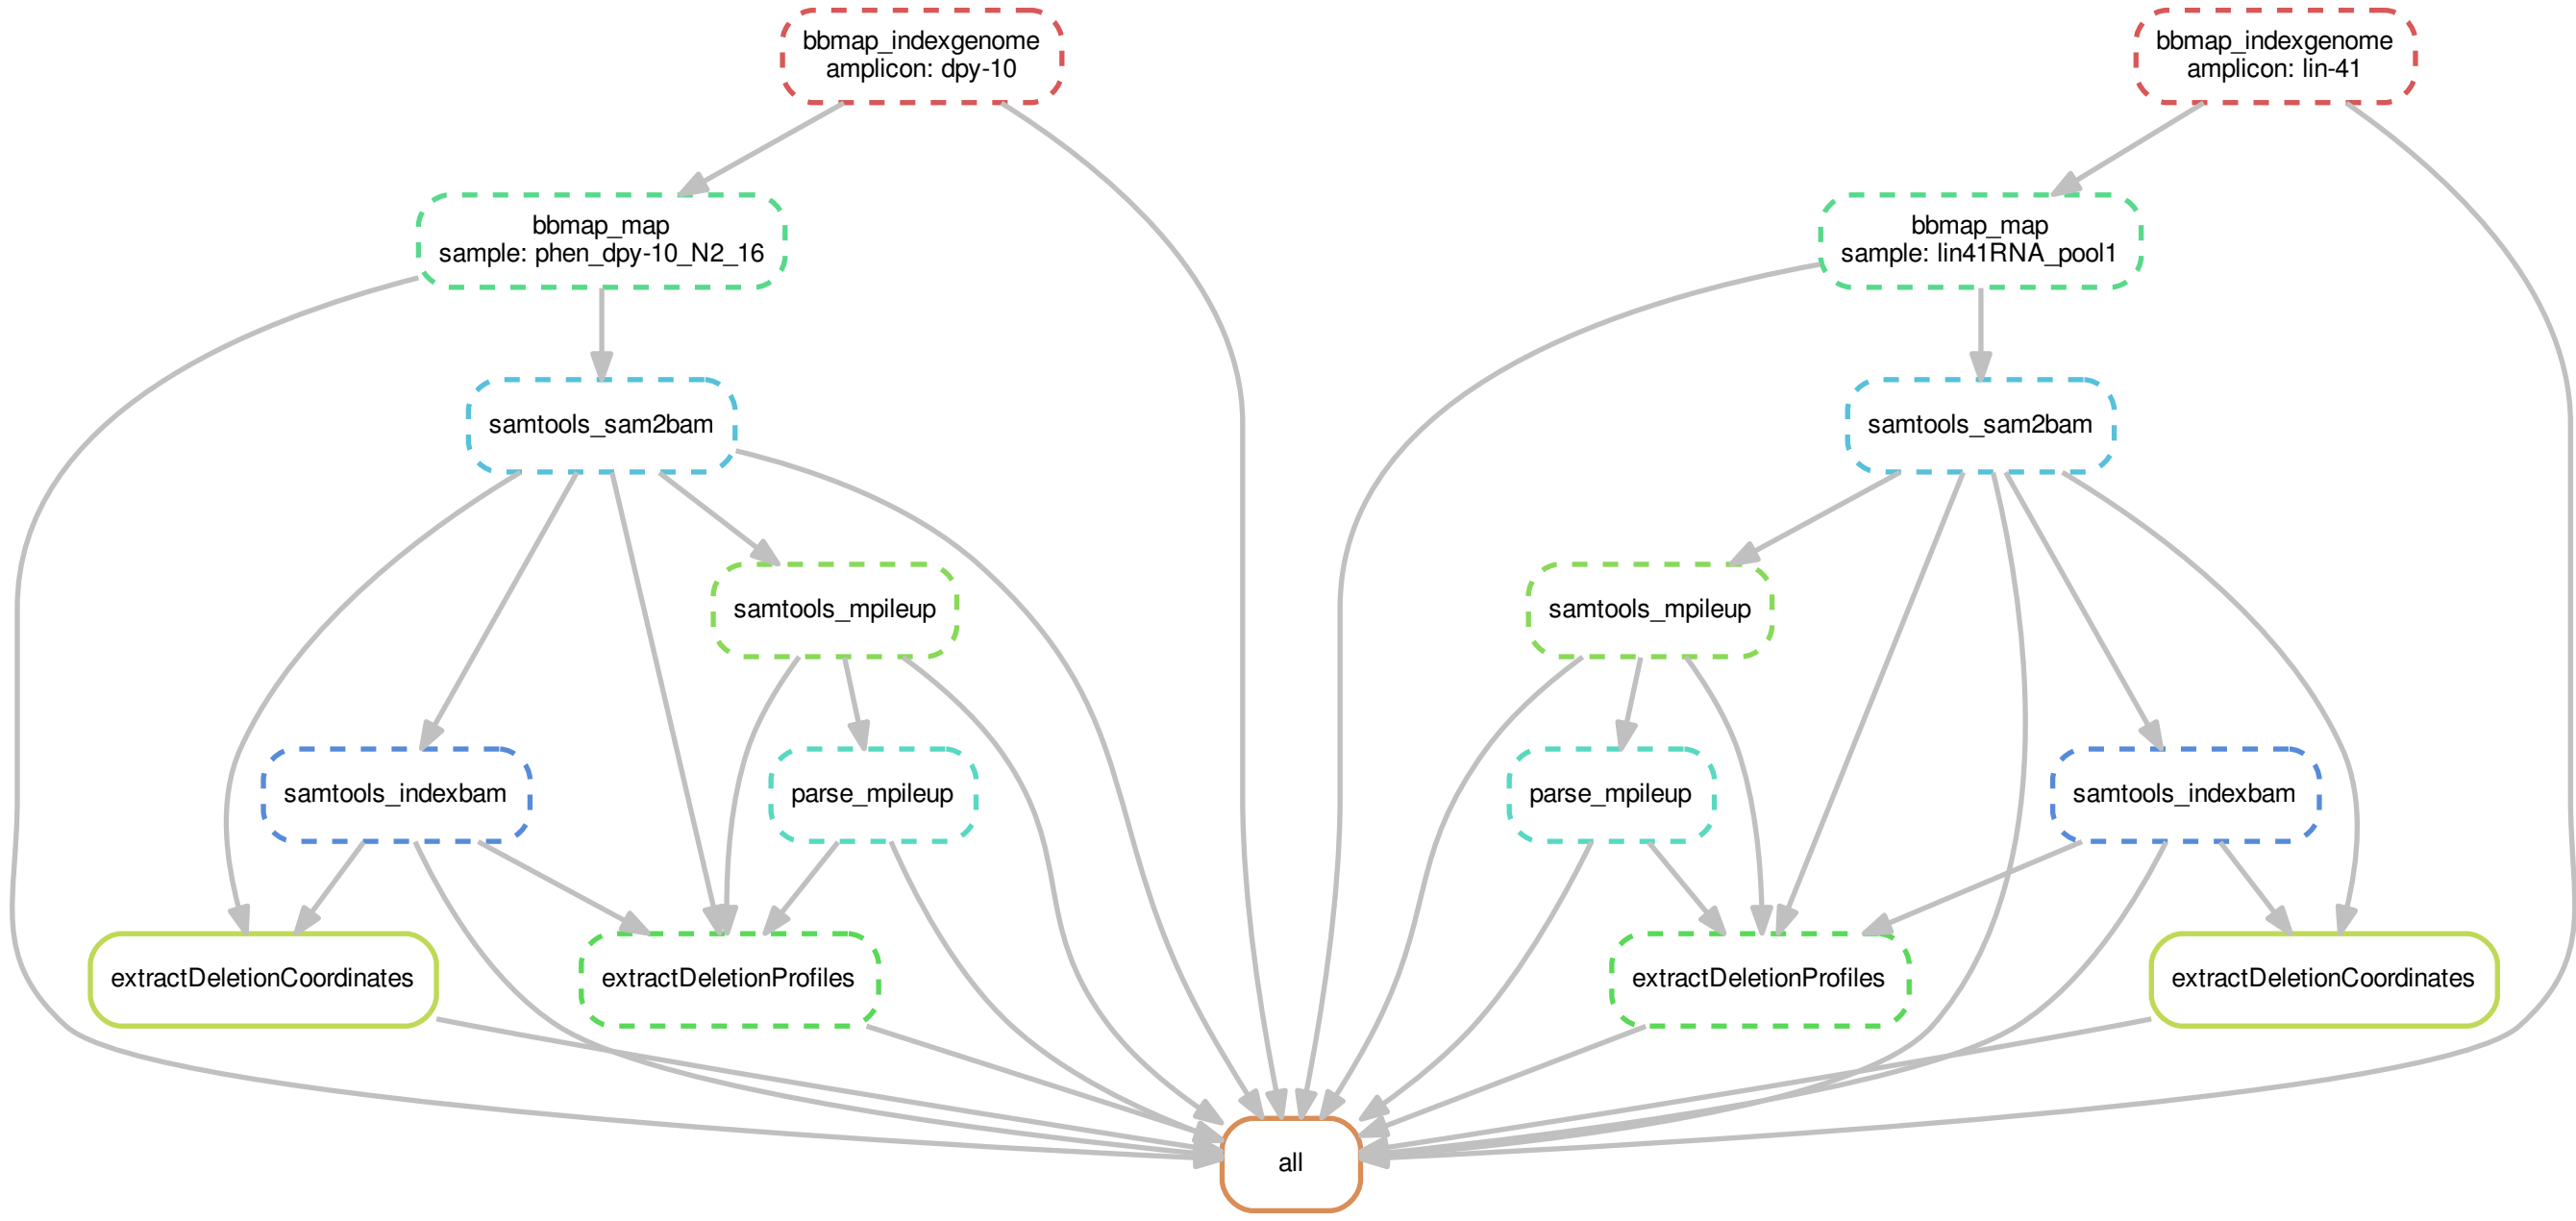 bbmap_indexgenome
amplicon: dpy-10
bbmap_indexgenome
amplicon: lin-41
bbmap_map
sample: phen_dpy-10_N2_16
bbmap_map
sample: lin41RNA_pool1
samtools_sam2bam
samtools_sam2bam
samtools_mpileup
samtools_mpileup
samtools_indexbam
parse_mpileup
parse_mpileup
samtools_indexbam
extractDeletionCoordinates
extractDeletionProfiles
extractDeletionProfiles
extractDeletionCoordinates
all